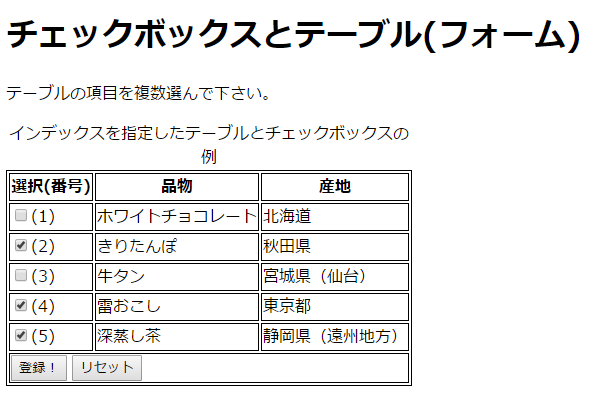 チェックボックスとテーブル(フォーム)
テーブルの項目を複数選んで下さい。
インデックスを指定したテーブルとチェックボックスの
例
選択(番号) 品物 産地
(1) ホワイトチョコレート 北海道
(2) きりたんぽ 秋田県
(3) 牛タン 宮城県（仙台）
(4) 雷おこし 東京都
(5) 深蒸し茶 静岡県（遠州地方）
登録！ リセット